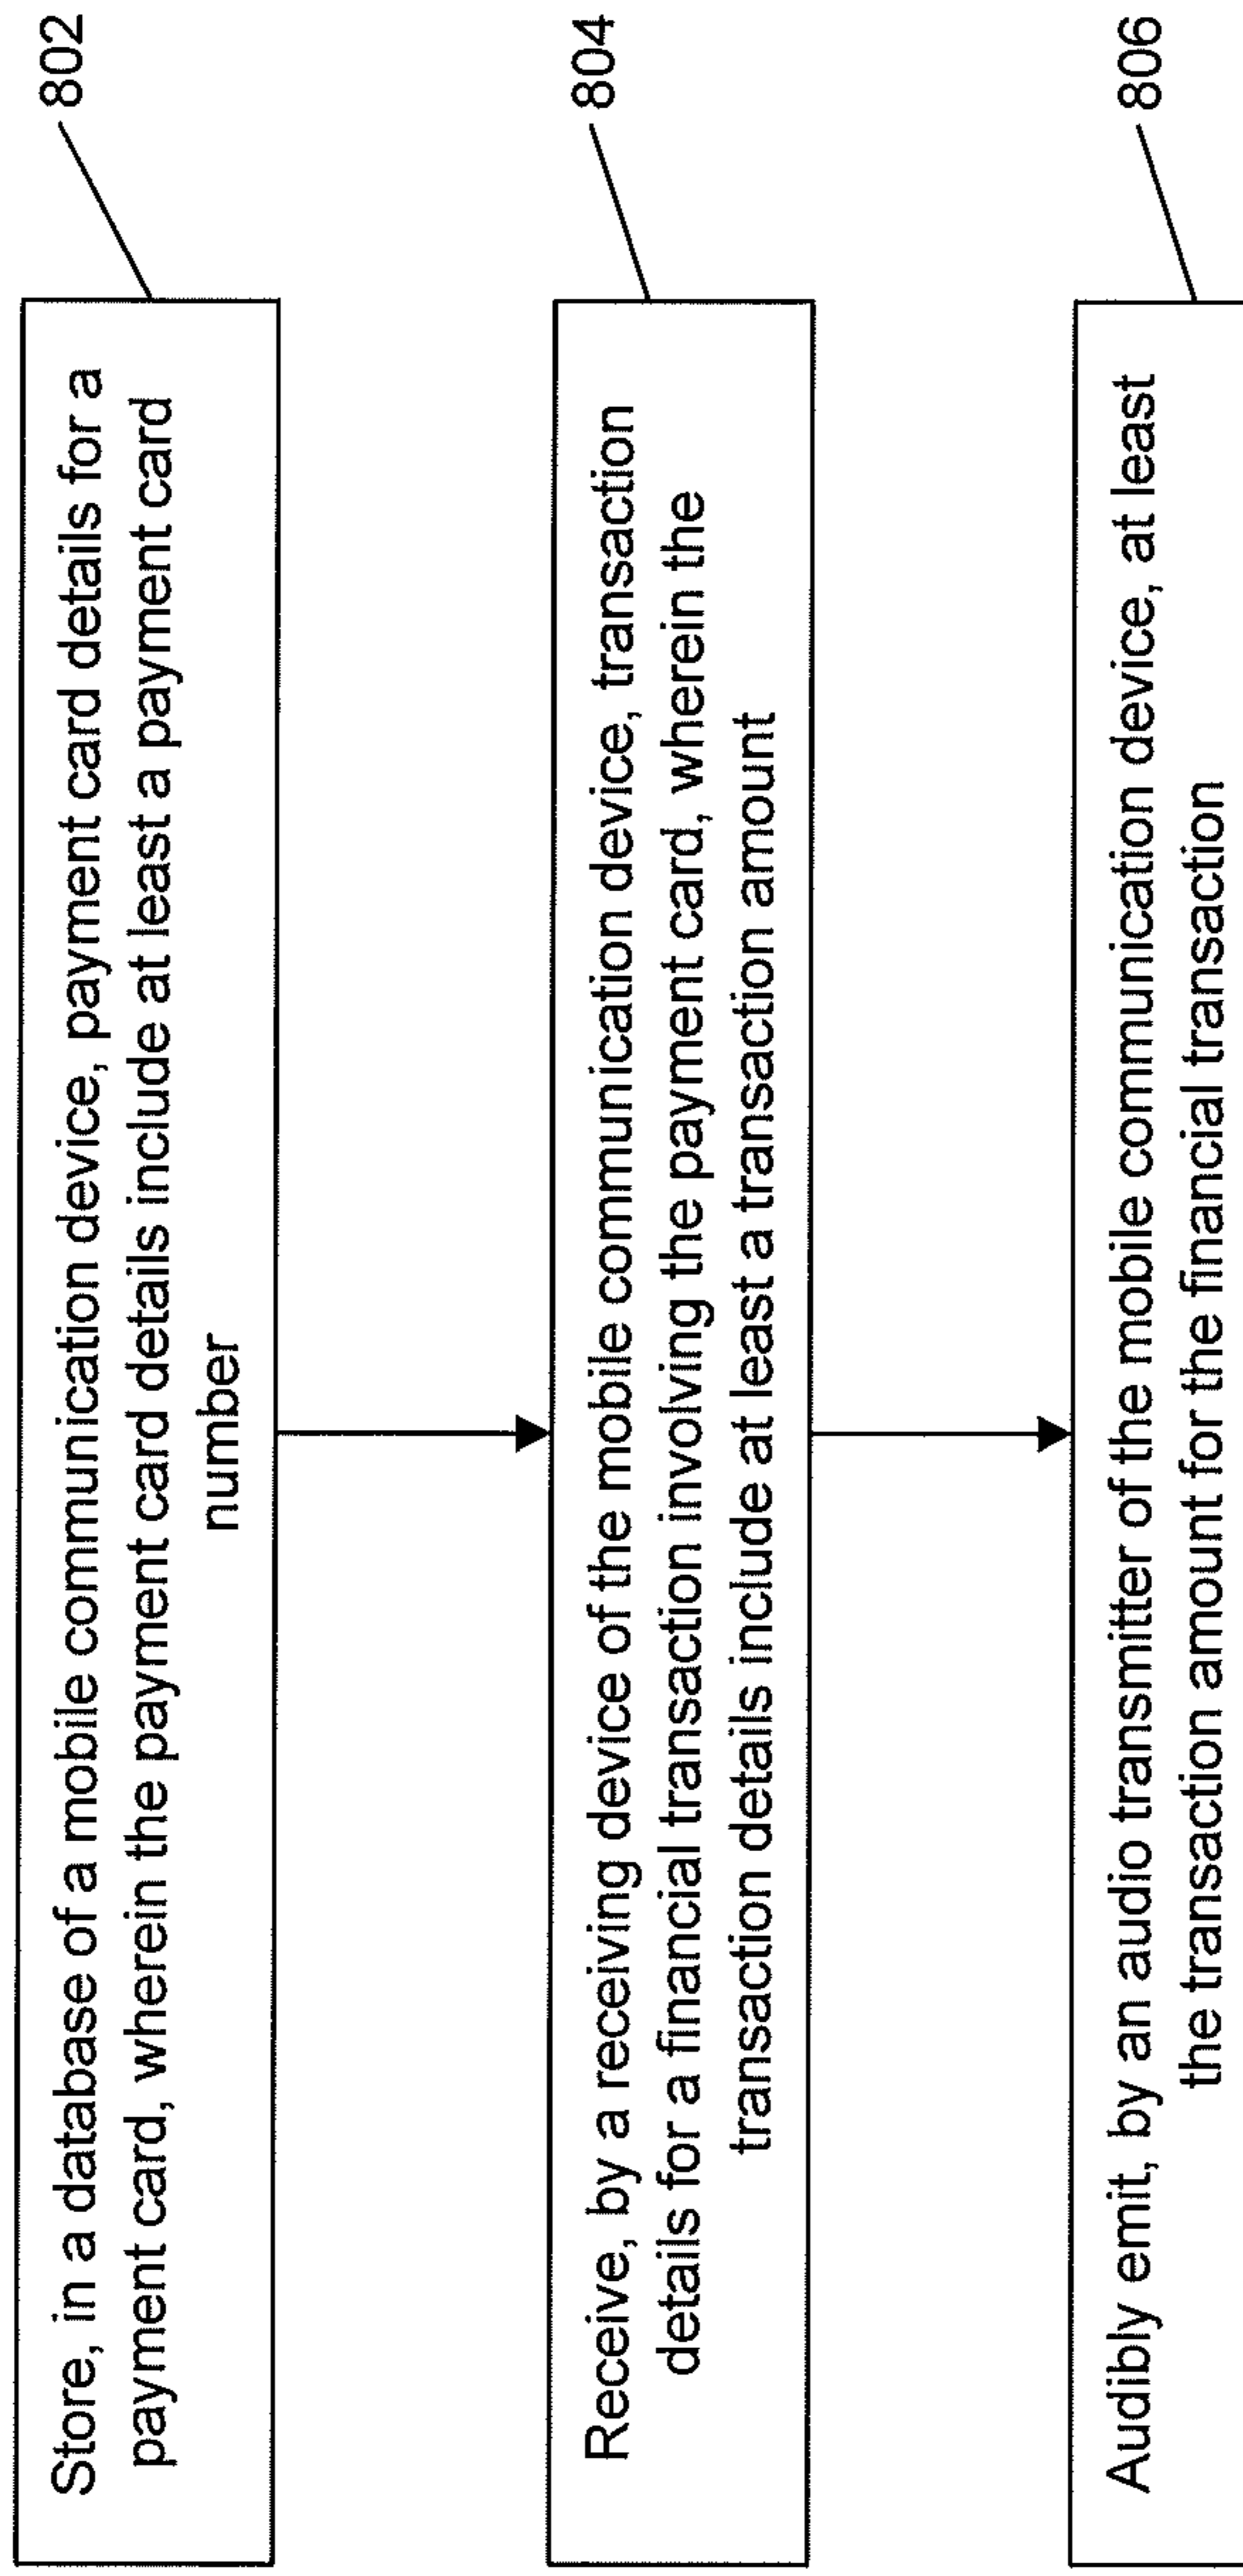 802
Store, in a database of a mobile communication device, payment card details for a
payment card, wherein the payment card details include at least a payment card
number
804
Receive, by a receiving device of the mobile communication device, transaction
details for a financial transaction involving the payment card, wherein the
transaction details include at least a transaction amount
806
Audibly emit, by an audio transmitter of the mobile communication device, at least
the transaction amount for the financial transaction